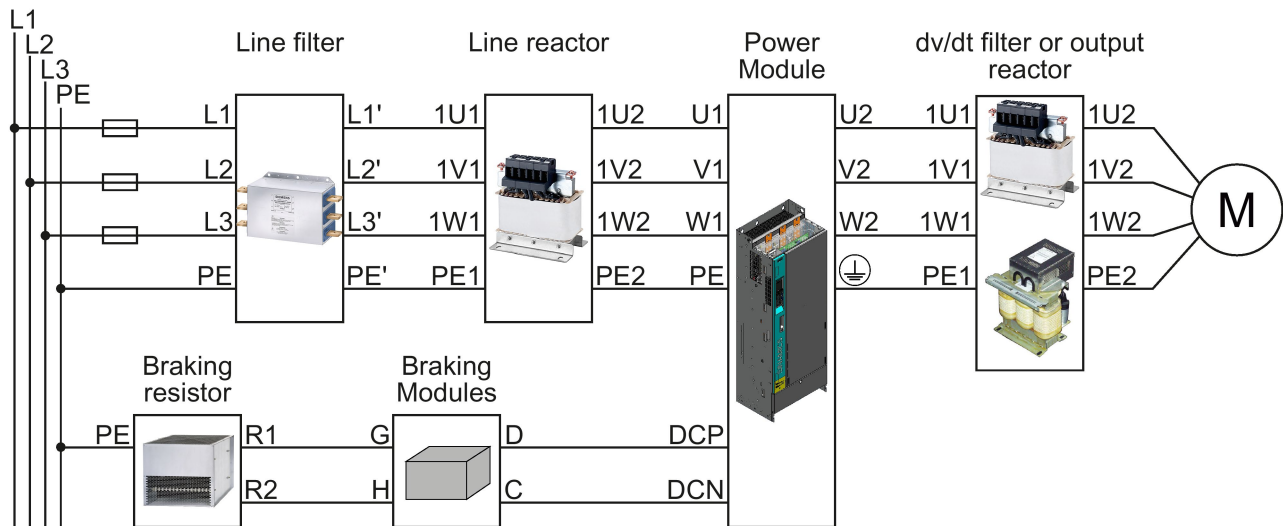 L1
L2
L3
PE
Line filter
Line reactor
Power
Module
dv/dt filter or output
reactor
L1 L1' 1U1 1U2 U1 U2 1U1 1U2
L2 L2' 1V1 1V2 V1 V2 1V1 1V2
L3 L3' 1W1 1W2 W1 W2 1W1 1W2
PE PE' PE1 PE2 PE PE1 PE2
M
Braking
resistor
Braking
Modules
PE R1 G D DCP
R2 H C DCN